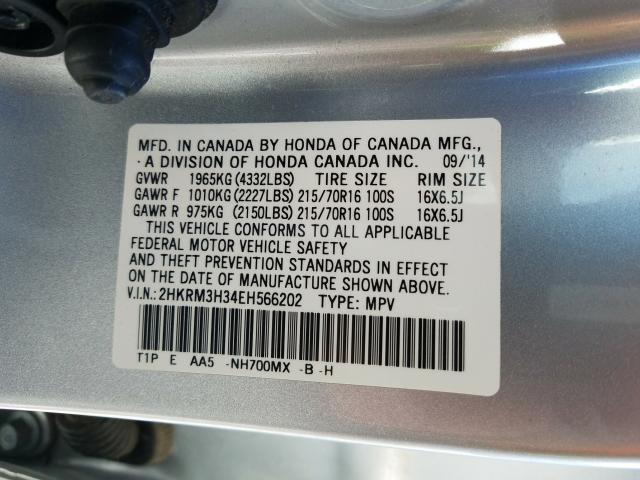 MFD. IN CANADA BY HONDA OF CANADA MFG.,
A DIVISION OF HONDA CANADA INC. 09/'14
GVWR 1965KG (4332LBS) TIRE SIZE RIM SIZE
GAWR F 1010KG (2227LBS) 215/70R16 100S 16X6.5J
GAWR R 975KG (2150LBS) 215/70R16 100S 16X6.5J
THIS VEHICLE CONFORMS TO ALL APPLICABLE
FEDERAL MOTOR VEHICLE SAFETY
AND THEFT PREVENTION STANDARDS IN EFFECT
ON THE DATE OF MANUFACTURE SHOWN ABOVE.
V.I.N.: 2HKRM3H34EH566202 TYPE: MPV
T1P E AA5 -NH700MX -B -H